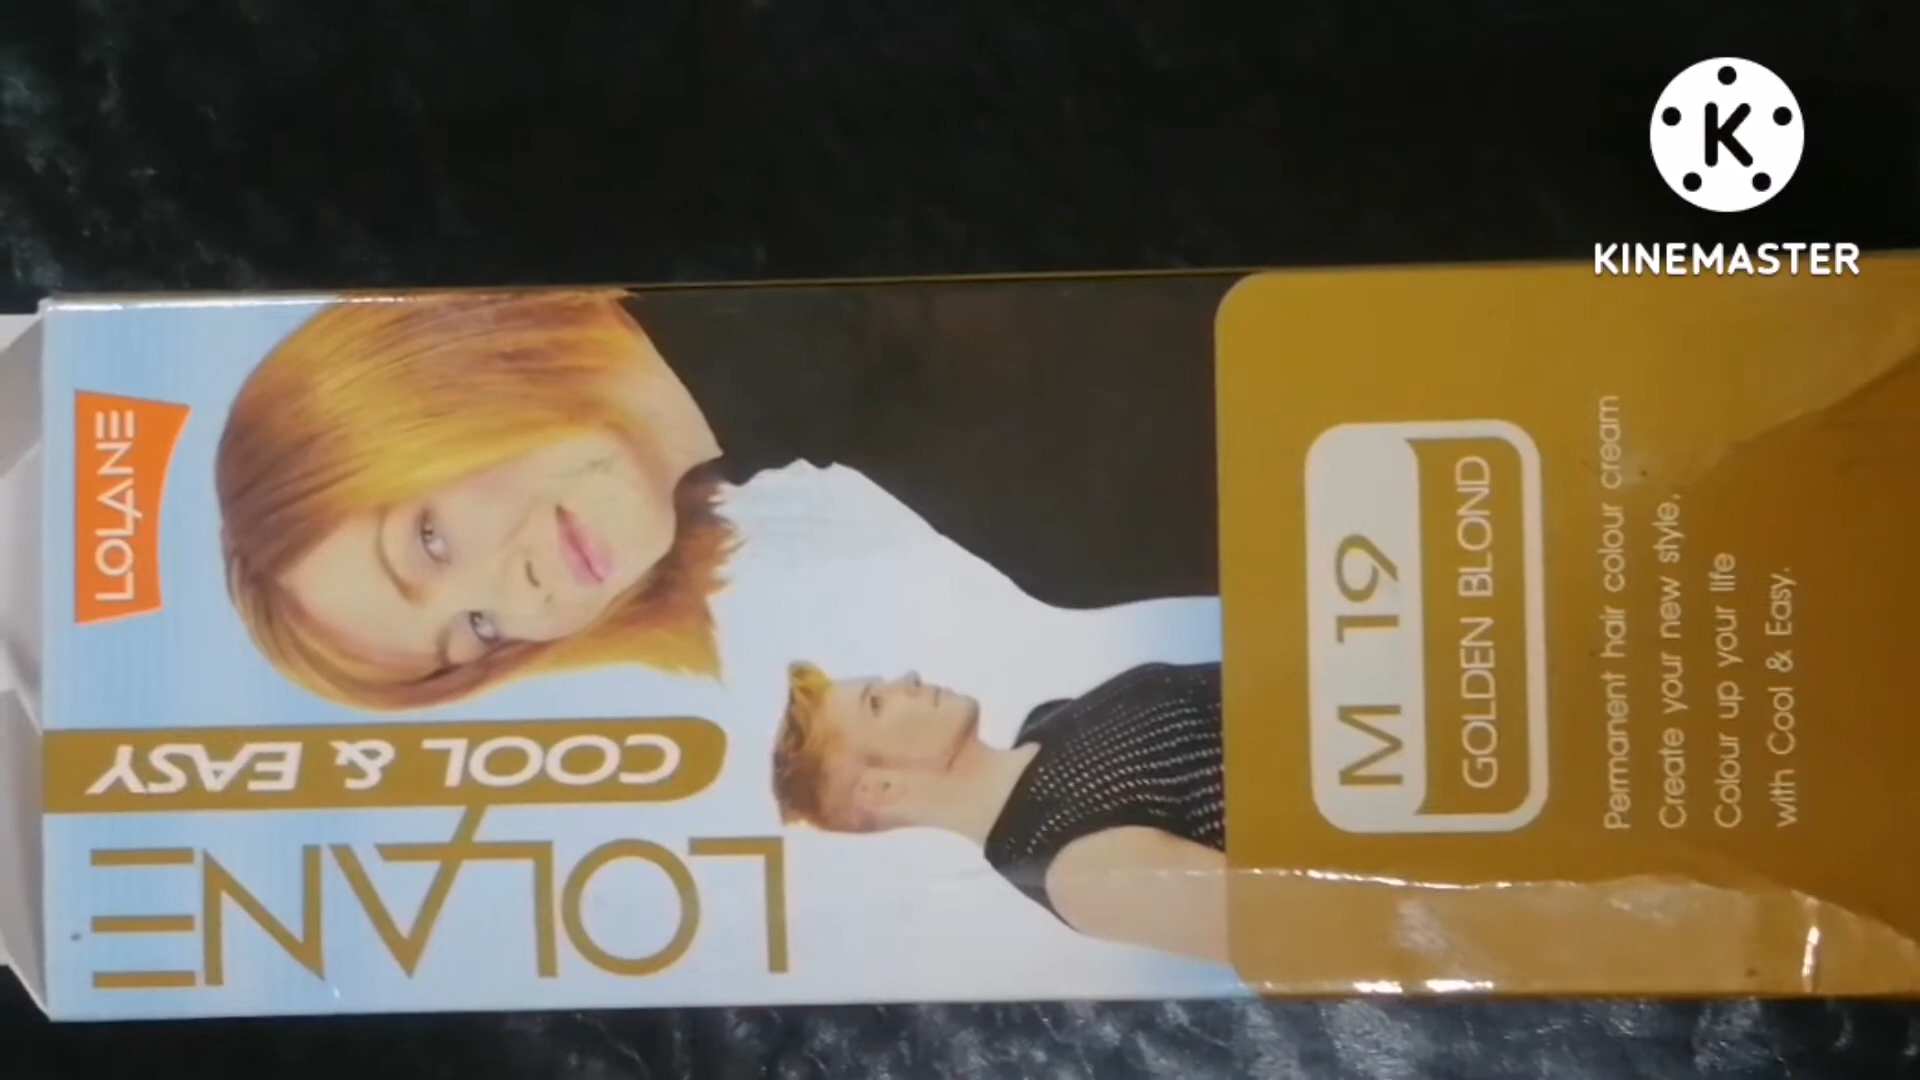 KINEMASTER
LOLANE
COOL & EASY
LOLANE
M 19
GOLDEN BLOND
Permanent hair colour cream
Create your new style,
Colour up your life
with Cool & Easy.